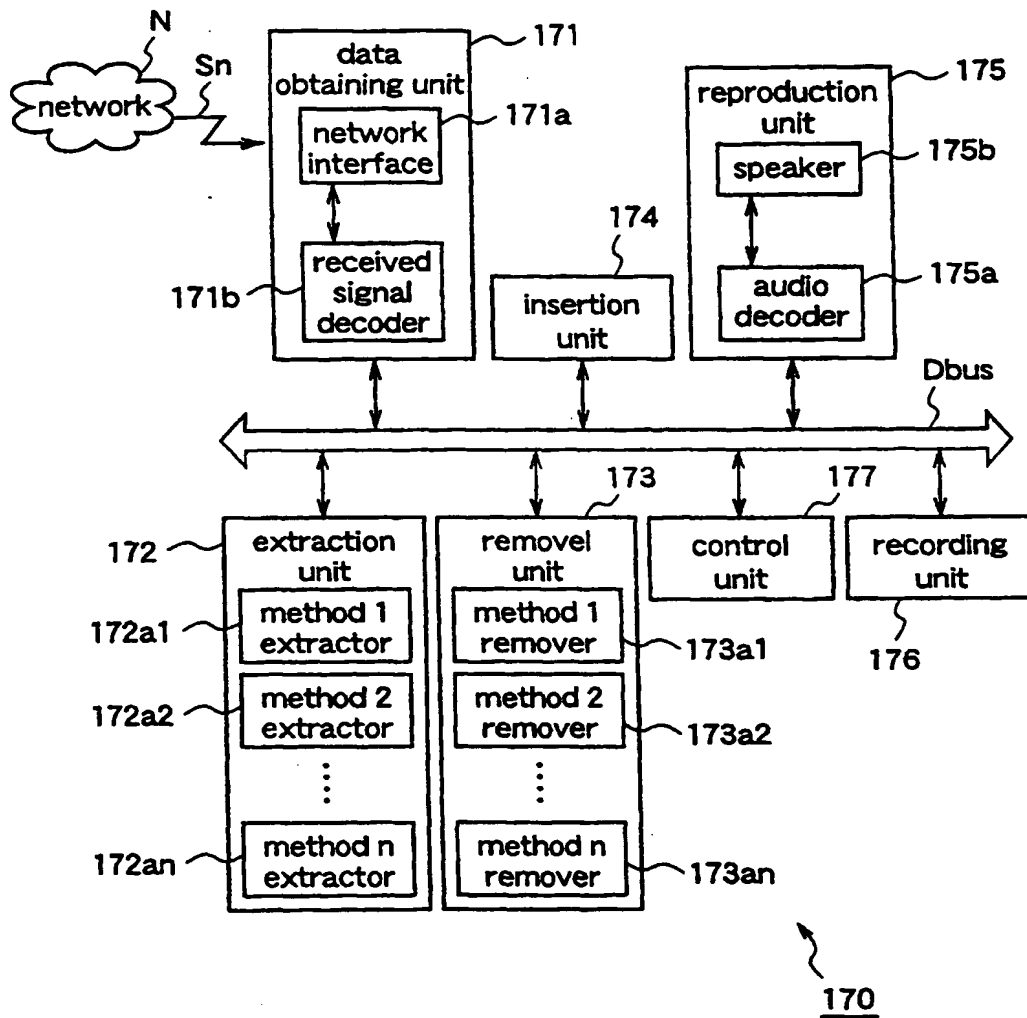 N
Sn
network
data
obtaining unit
171
network
interface
171a
received
signal
decoder
171b
174
insertion
unit
reproduction
unit
175
speaker
175b
audio
decoder
175a
Dbus
172
extraction
unit
method 1
extractor
172a1
method 2
extractor
172a2
method n
extractor
172an
173
removel
unit
method 1
remover
173a1
method 2
remover
173a2
method n
remover
173an
177
control
unit
recording
unit
176
170